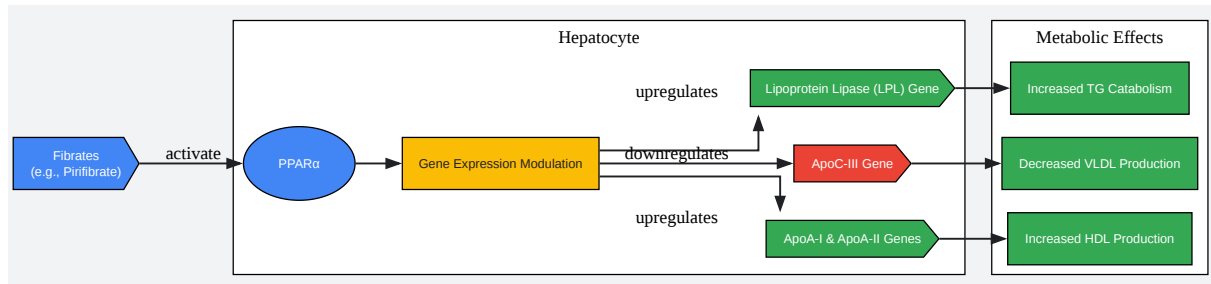 Hepatocyte
Metabolic Effects
upregulates
Lipoprotein Lipase (LPL) Gene
Increased TG Catabolism
Fibrates
(e.g., Pirifibrate)
activate
PPARα
Gene Expression Modulation
downregulates
ApoC-III Gene
Decreased VLDL Production
upregulates
ApoA-I & ApoA-II Genes
Increased HDL Production